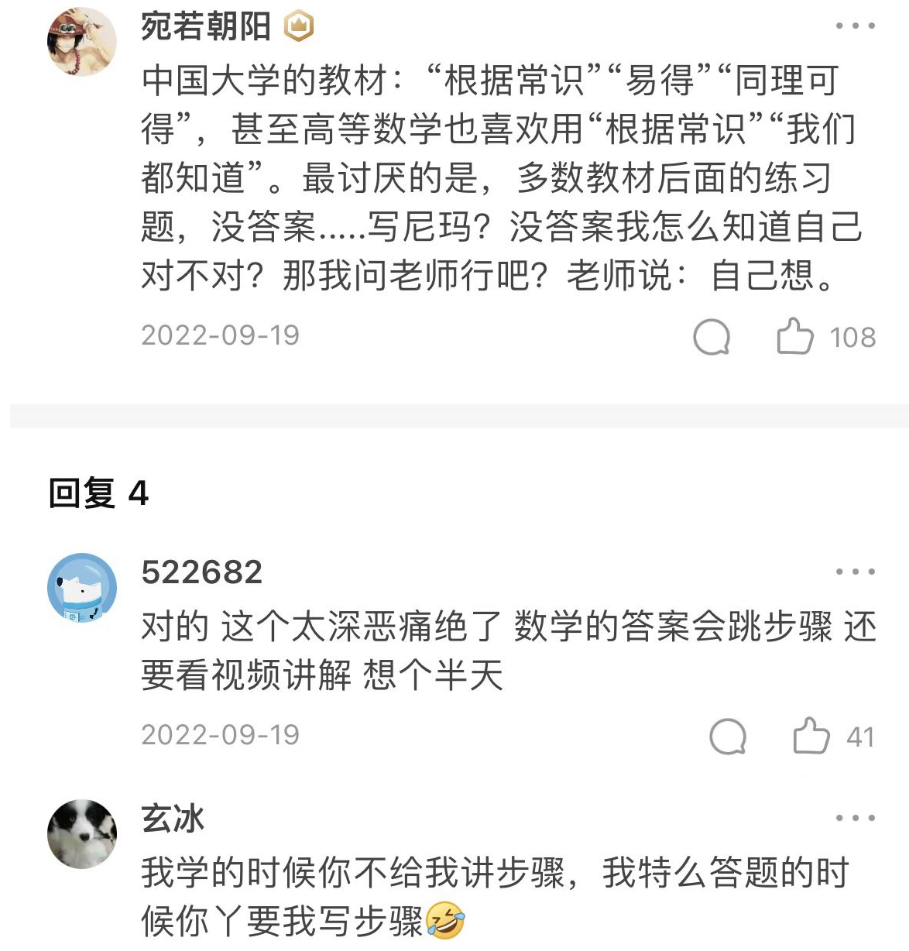 宛若朝阳
中国大学的教材：“根据常识”“易得”“同理可
得”，甚至高等数学也喜欢用“根据常识”“我们
都知道”。最讨厌的是，多数教材后面的练习
题，没答案.....写尼玛？没答案我怎么知道自己
对不对？那我问老师行吧？老师说：自己想。
2022-09-19 108
回复 4
522682
对的 这个太深恶痛绝了 数学的答案会跳步骤 还
要看视频讲解 想个半天
2022-09-19 41
玄冰
我学的时候你不给我讲步骤，我特么答题的时
候你丫要我写步骤🤣